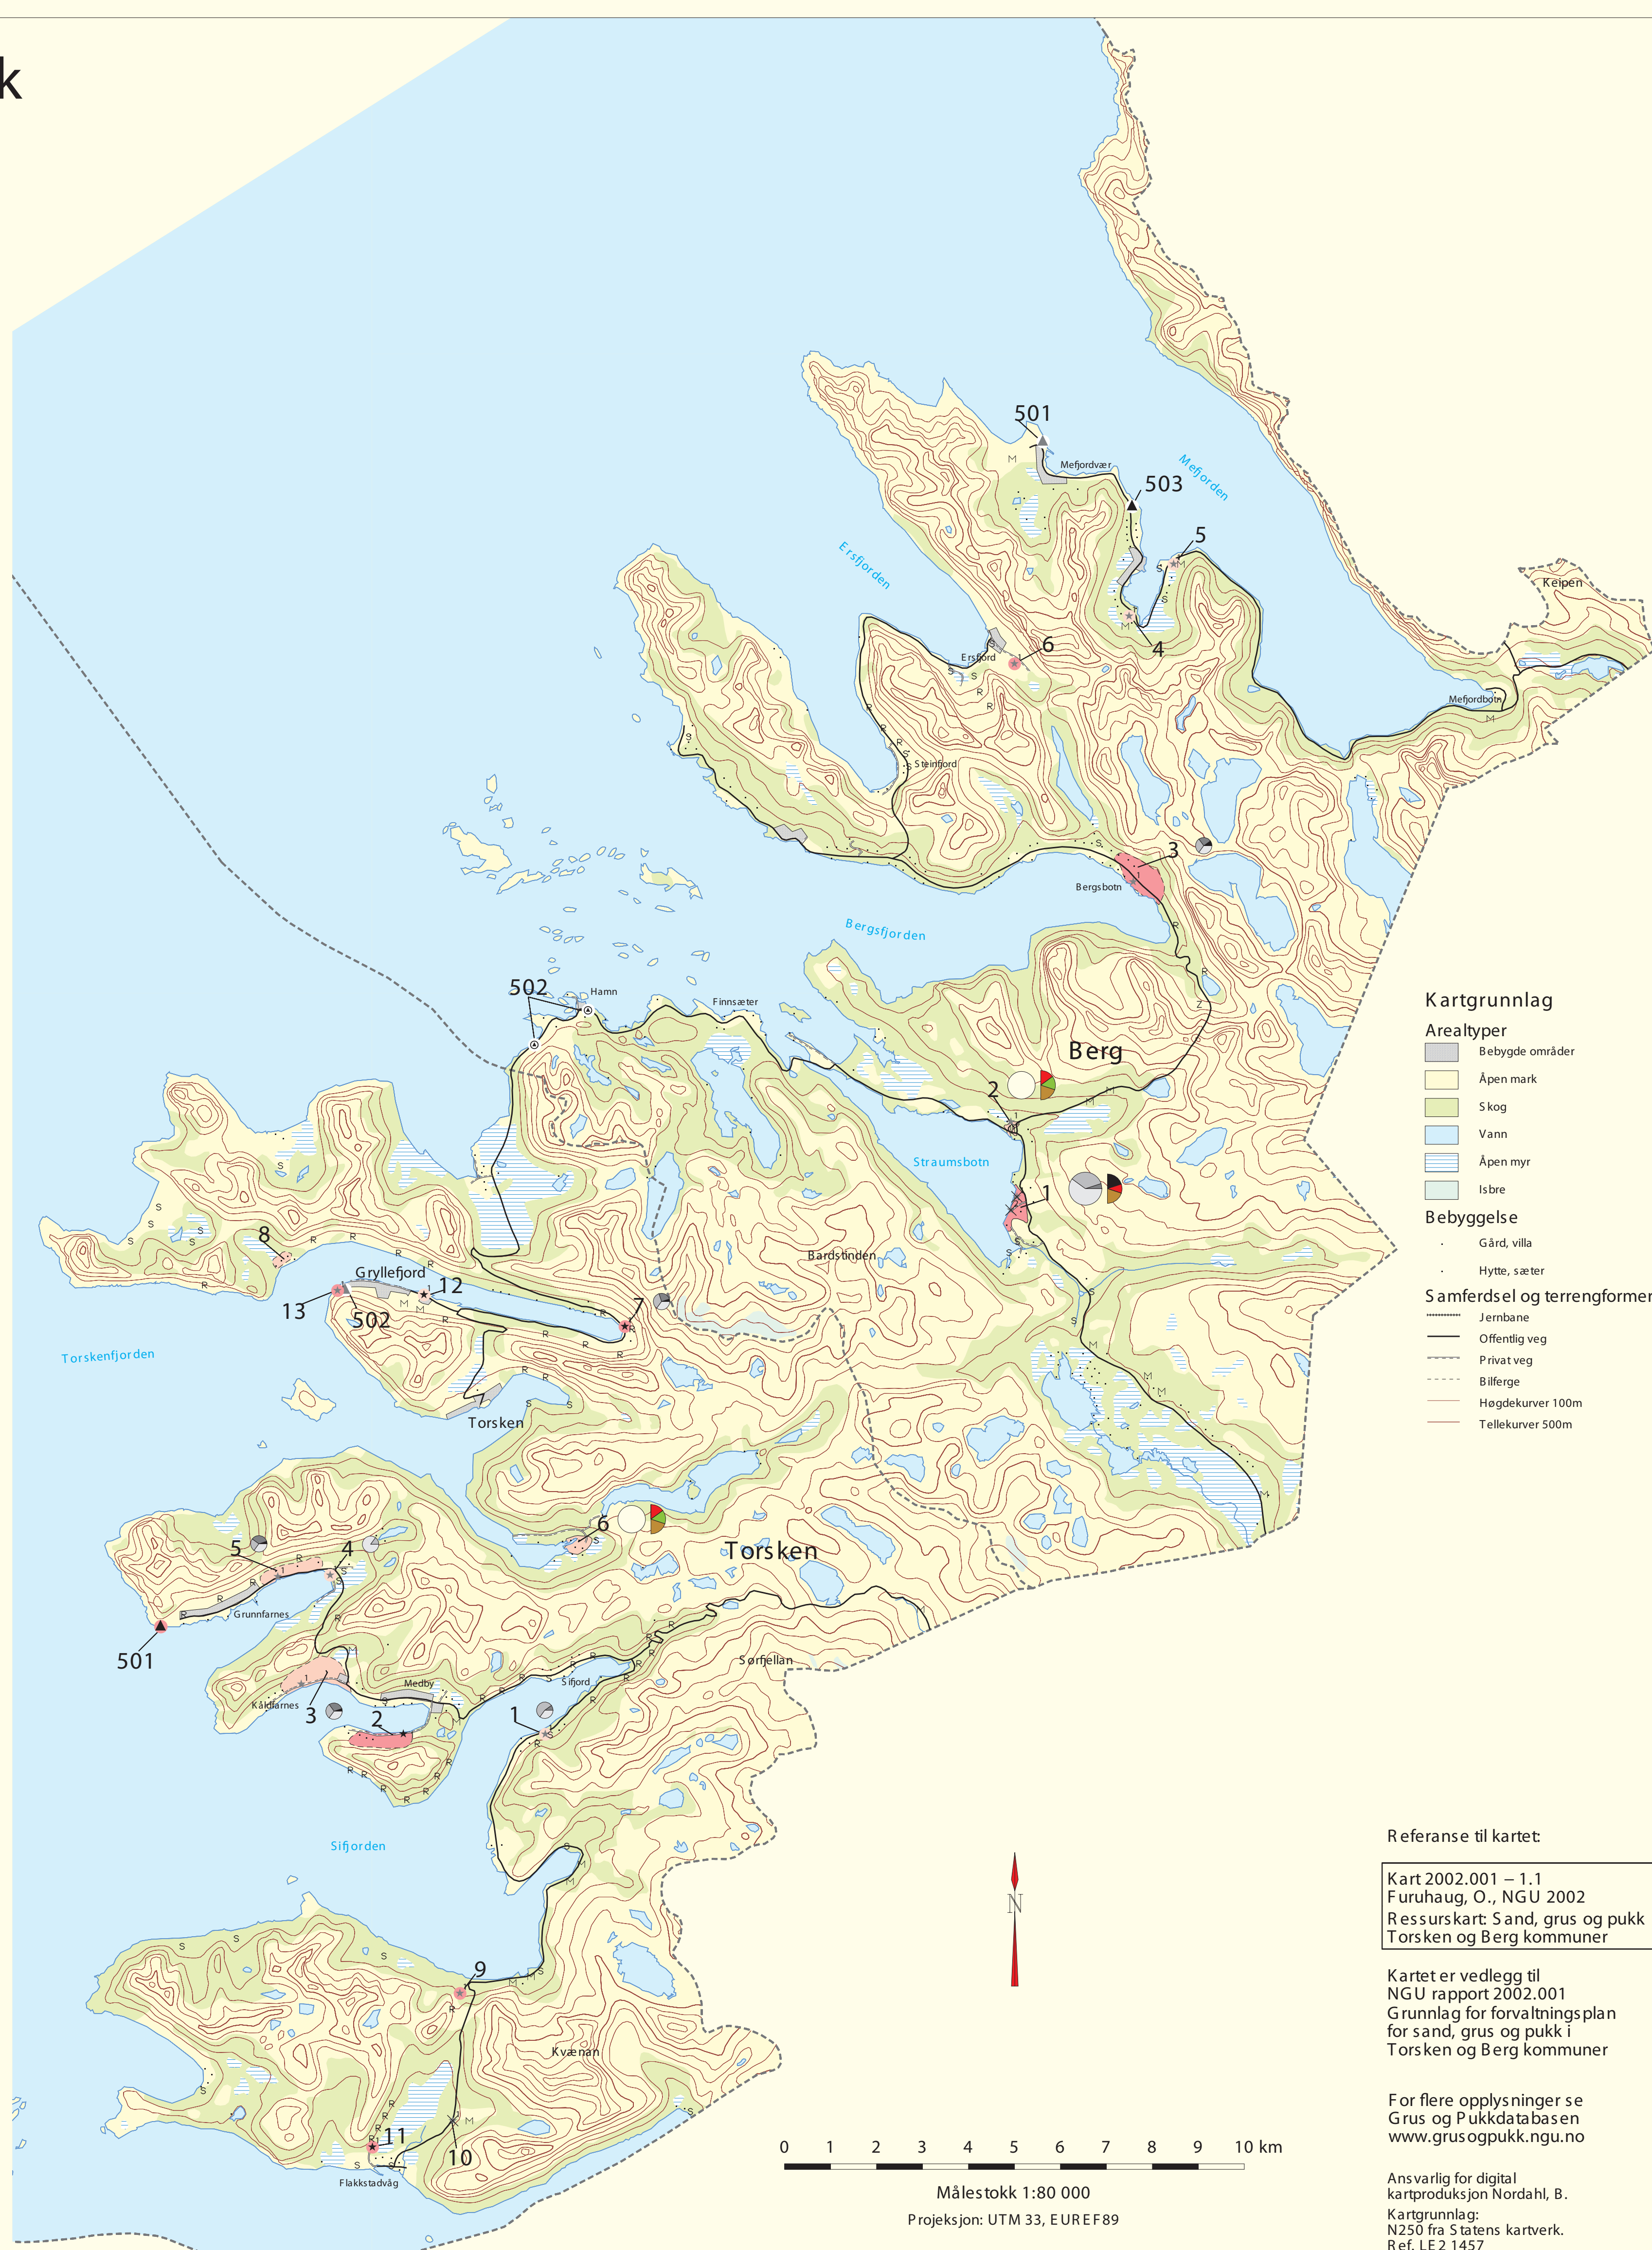 k
501
Mefjordvær
Mefjorden
503
5
Ersfjorden
Keipen
4
6
Ersfjord
Mefjordbotn
Steinfjord
3
Bergsbotn
Bergsfjorden
502
Hamn
Finnsæter
Berg
2
Straumsbotn
1
Bardstinden
8
Gryllefjord
12
13
502
7
Torskenfjorden
Torsken
6
Torsken
5
4
Grunnfarnes
501
Sørfjellan
Kåldfarnes
3
Medby
2
Sifjord
1
Sifjorden
N
9
Kvænan
11
10
Flakkstadvåg
Kartgrunnlag
Arealtyper
Bebygde områder
Åpen mark
Skog
Vann
Åpen myr
Isbre
Bebyggelse
Gård, villa
Hytte, sæter
Samferdsel og terrengformer
Jernbane
Offentlig veg
Privat veg
Bilferge
Høgdekurver 100m
Tellekurver 500m
Referanse til kartet:
Kart 2002.001 – 1.1
Furuhaug, O., NGU 2002
Ressurskart: Sand, grus og pukk
Torsken og Berg kommuner
Kartet er vedlegg til
NGU rapport 2002.001
Grunnlag for forvaltningsplan
for sand, grus og pukk i
Torsken og Berg kommuner
For flere opplysninger se
Grus og Pukkdatabasen
www.grusogpukk.ngu.no
Ansvarlig for digital
kartproduksjon Nordahl, B.
Kartgrunnlag:
N250 fra Statens kartverk.
Ref. LE2 1457
0 1 2 3 4 5 6 7 8 9 10 km
Målestokk 1:80 000
Projeksjon: UTM 33, EUREF89